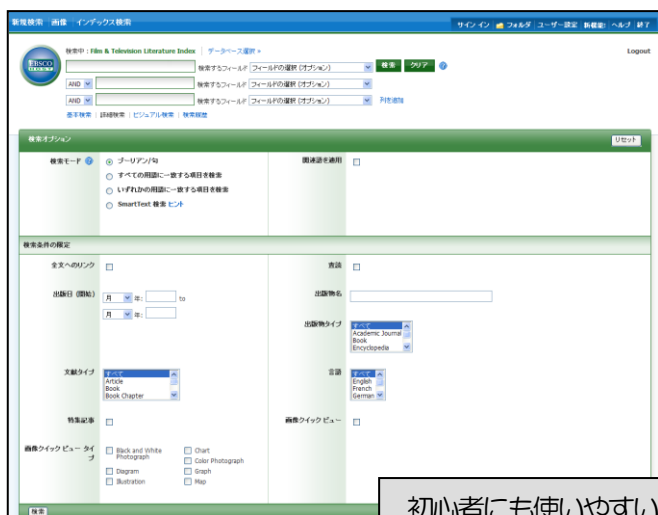 新規検索 画像 インデックス検索 サインイン フォルダ ユーザー設定 新機能! ヘルプ 終了
検索中: Film & Television Literature Index データベース選択 » Logout
EBSCO HOST
検索するフィールド フィールドの選択 (オプション) 検索 クリア
AND 検索するフィールド フィールドの選択 (オプション)
AND 検索するフィールド フィールドの選択 (オプション) 列を追加
基本検索 | 詳細検索 | ビジュアル検索 | 検索履歴
検索オプション リセット
検索モード ブーリアン/句 関連語を適用
すべての用語に一致する項目を検索
いずれかの用語に一致する項目を検索
SmartText 検索 ヒント
検索条件の限定
全文へのリンク 査読
出版日 (開始) 月 年: to 出版物名
月 年:
出版物タイプ すべて
Academic Journal
Book
Encyclopedia
文献タイプ すべて 言語 すべて
Article English
Book French
Book Chapter German
特集記事 画像クイックビュー
画像クイックビュー タイプ Black and White Photograph Chart
Color Photograph
Diagram Graph
Illustration Map
検索
初心者にも使いやすい